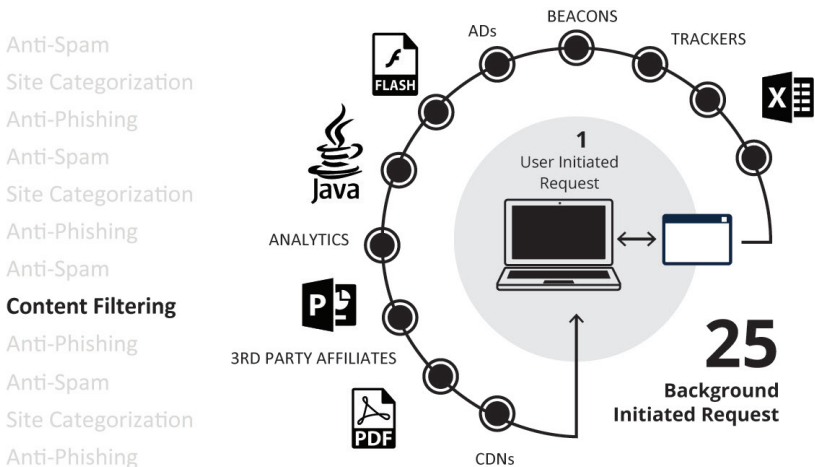 Anti-Spam
Site Categorization
Anti-Phishing
Anti-Spam
Site Categorization
Anti-Phishing
Anti-Spam
Content Filtering
Anti-Phishing
Anti-Spam
Site Categorization
Anti-Phishing
BEACONS
ADs
TRACKERS
FLASH
X
Java
1
User Initiated
Request
ANALYTICS
P
3RD PARTY AFFILIATES
25
Background
Initiated Request
PDF
CDNs